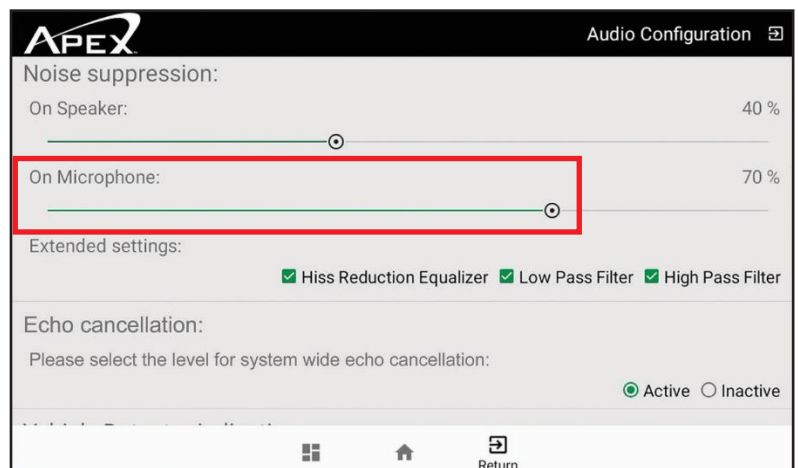 APEX
Audio Configuration
Noise suppression:
On Speaker:
40 %
On Microphone:
70 %
Extended settings:
Hiss Reduction Equalizer Low Pass Filter High Pass Filter
Echo cancellation:
Please select the level for system wide echo cancellation:
Active Inactive
Return